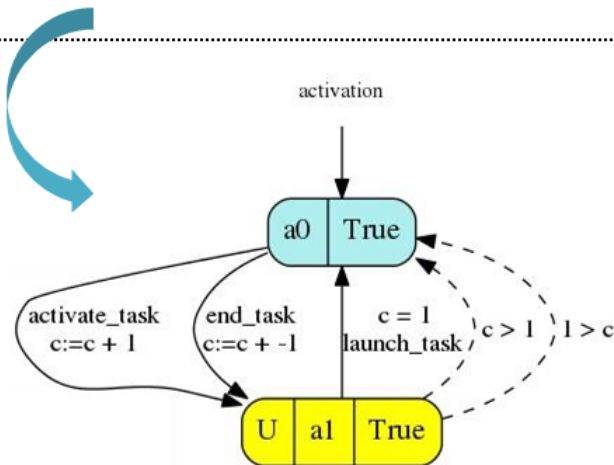 activation
a0 True
activate_task
c:=c + 1
end_task
c:=c + -1
c = 1
launch_task
c > 1
1 > c
U a1 True